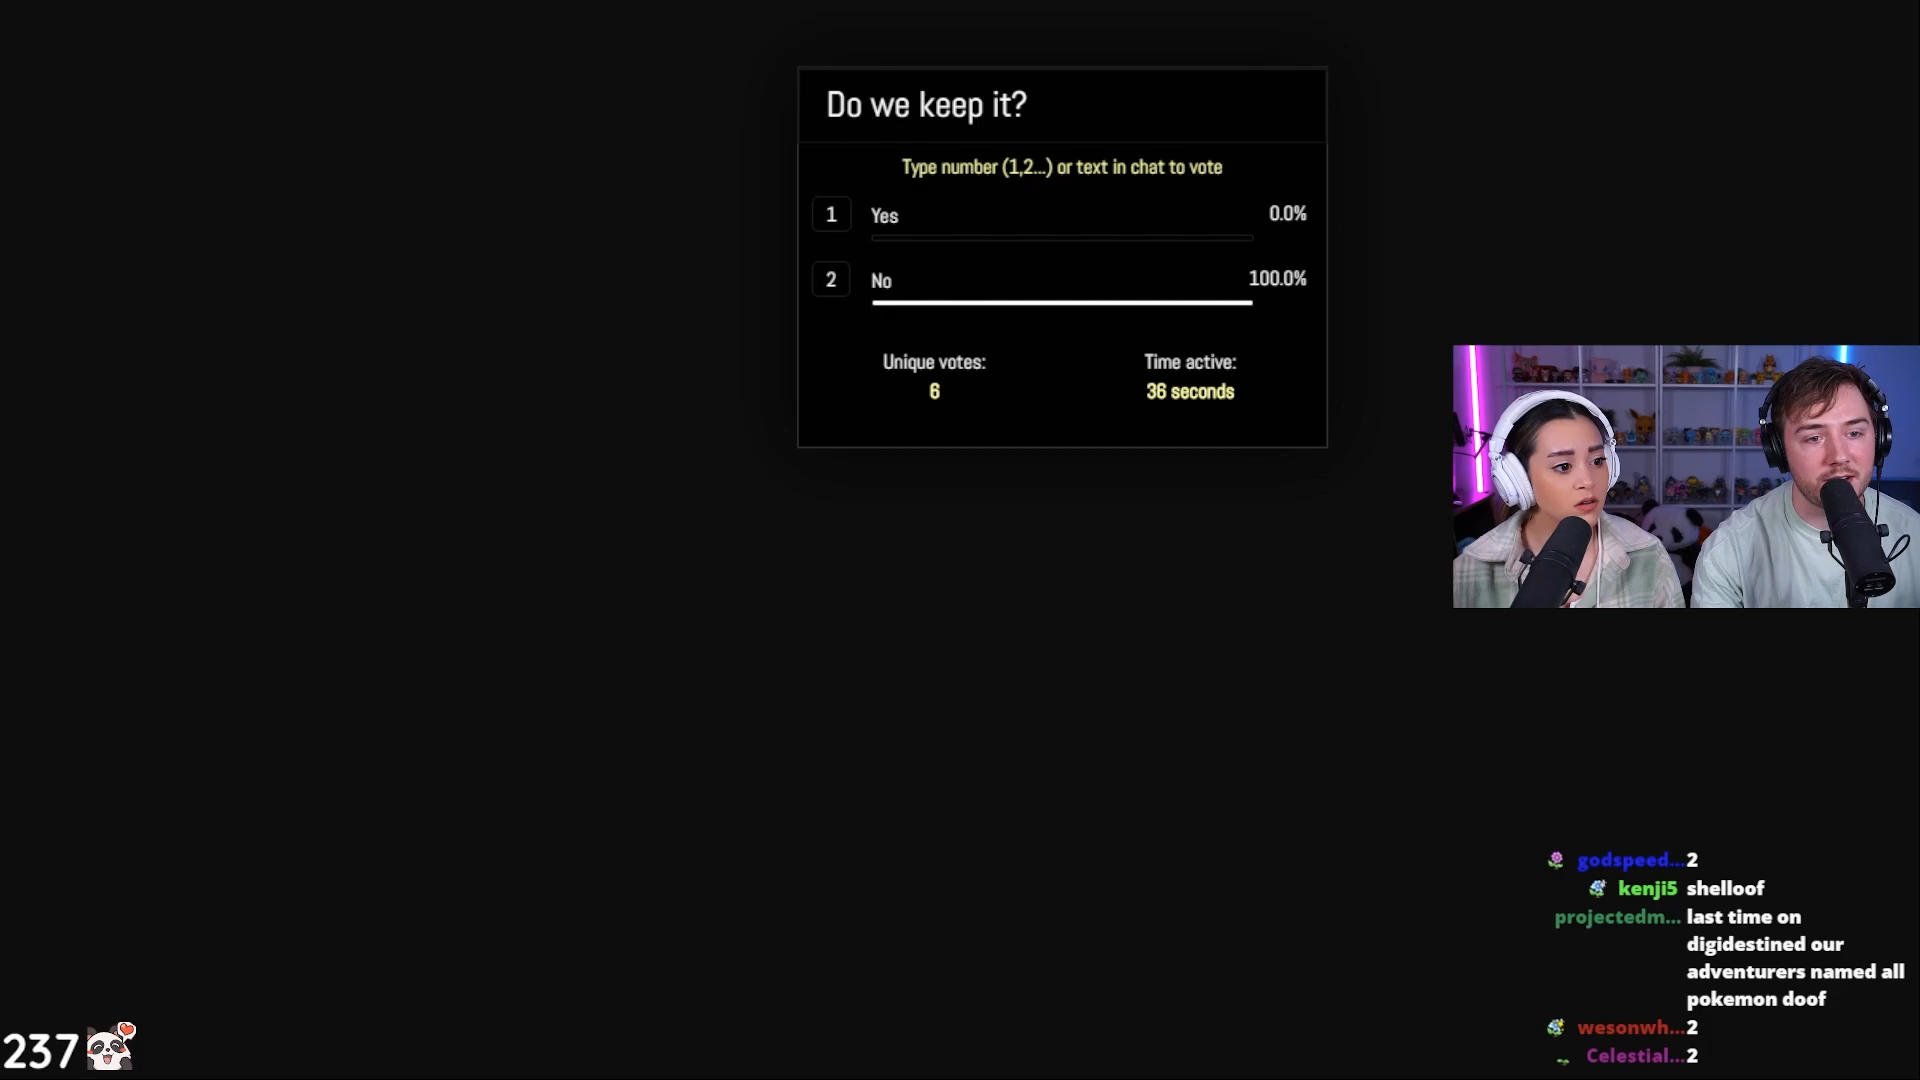 Do we keep it?
Type number (1,2...) or text in chat to vote
1 Yes 0.0%
2 No 100.0%
Unique votes: Time active:
6 36 seconds
godspeed...2
kenji5 shelloof
projectedm... last time on
digidestined our
adventurers named all
pokemon doof
wesonwh...2
Celestial...2
237